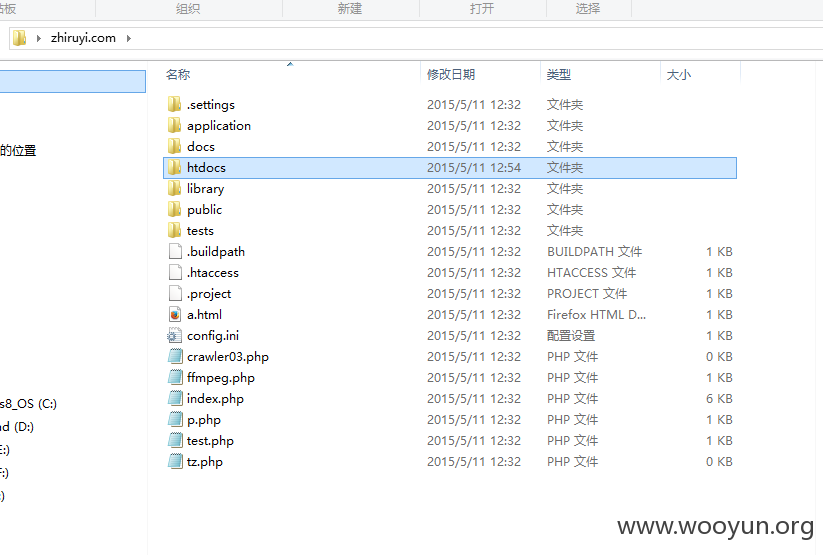 贴板 组织 新建 打开 选择
zhiruyi.com
名称 修改日期 类型 大小
.settings 2015/5/11 12:32 文件夹
application 2015/5/11 12:32 文件夹
docs 2015/5/11 12:32 文件夹
htdocs 2015/5/11 12:54 文件夹
library 2015/5/11 12:32 文件夹
public 2015/5/11 12:32 文件夹
tests 2015/5/11 12:32 文件夹
.buildpath 2015/5/11 12:32 BUILDPATH 文件 1 KB
.htaccess 2015/5/11 12:32 HTACCESS 文件 1 KB
.project 2015/5/11 12:32 PROJECT 文件 1 KB
a.html 2015/5/11 12:32 Firefox HTML D... 1 KB
config.ini 2015/5/11 12:32 配置设置 1 KB
crawler03.php 2015/5/11 12:32 PHP 文件 0 KB
ffmpeg.php 2015/5/11 12:32 PHP 文件 1 KB
index.php 2015/5/11 12:32 PHP 文件 6 KB
p.php 2015/5/11 12:32 PHP 文件 1 KB
test.php 2015/5/11 12:32 PHP 文件 1 KB
tz.php 2015/5/11 12:32 PHP 文件 0 KB
的位置
s8_OS (C:)
d (D:)
:)
:)
:)
www.wooyun.org